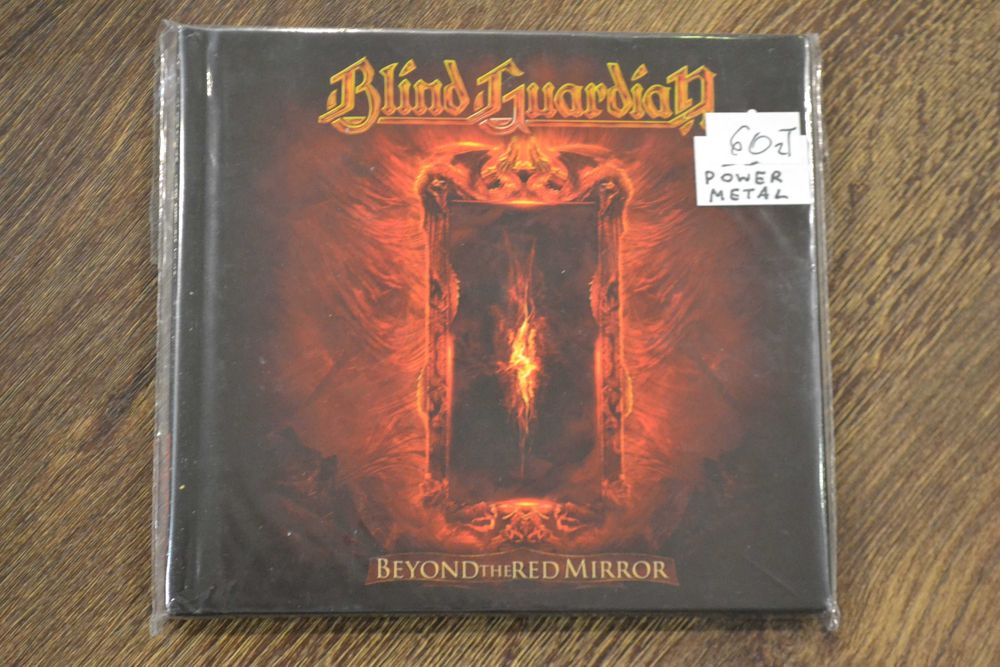 Blind Guardian
60zł
POWER
METAL
BEYOND THE RED MIRROR